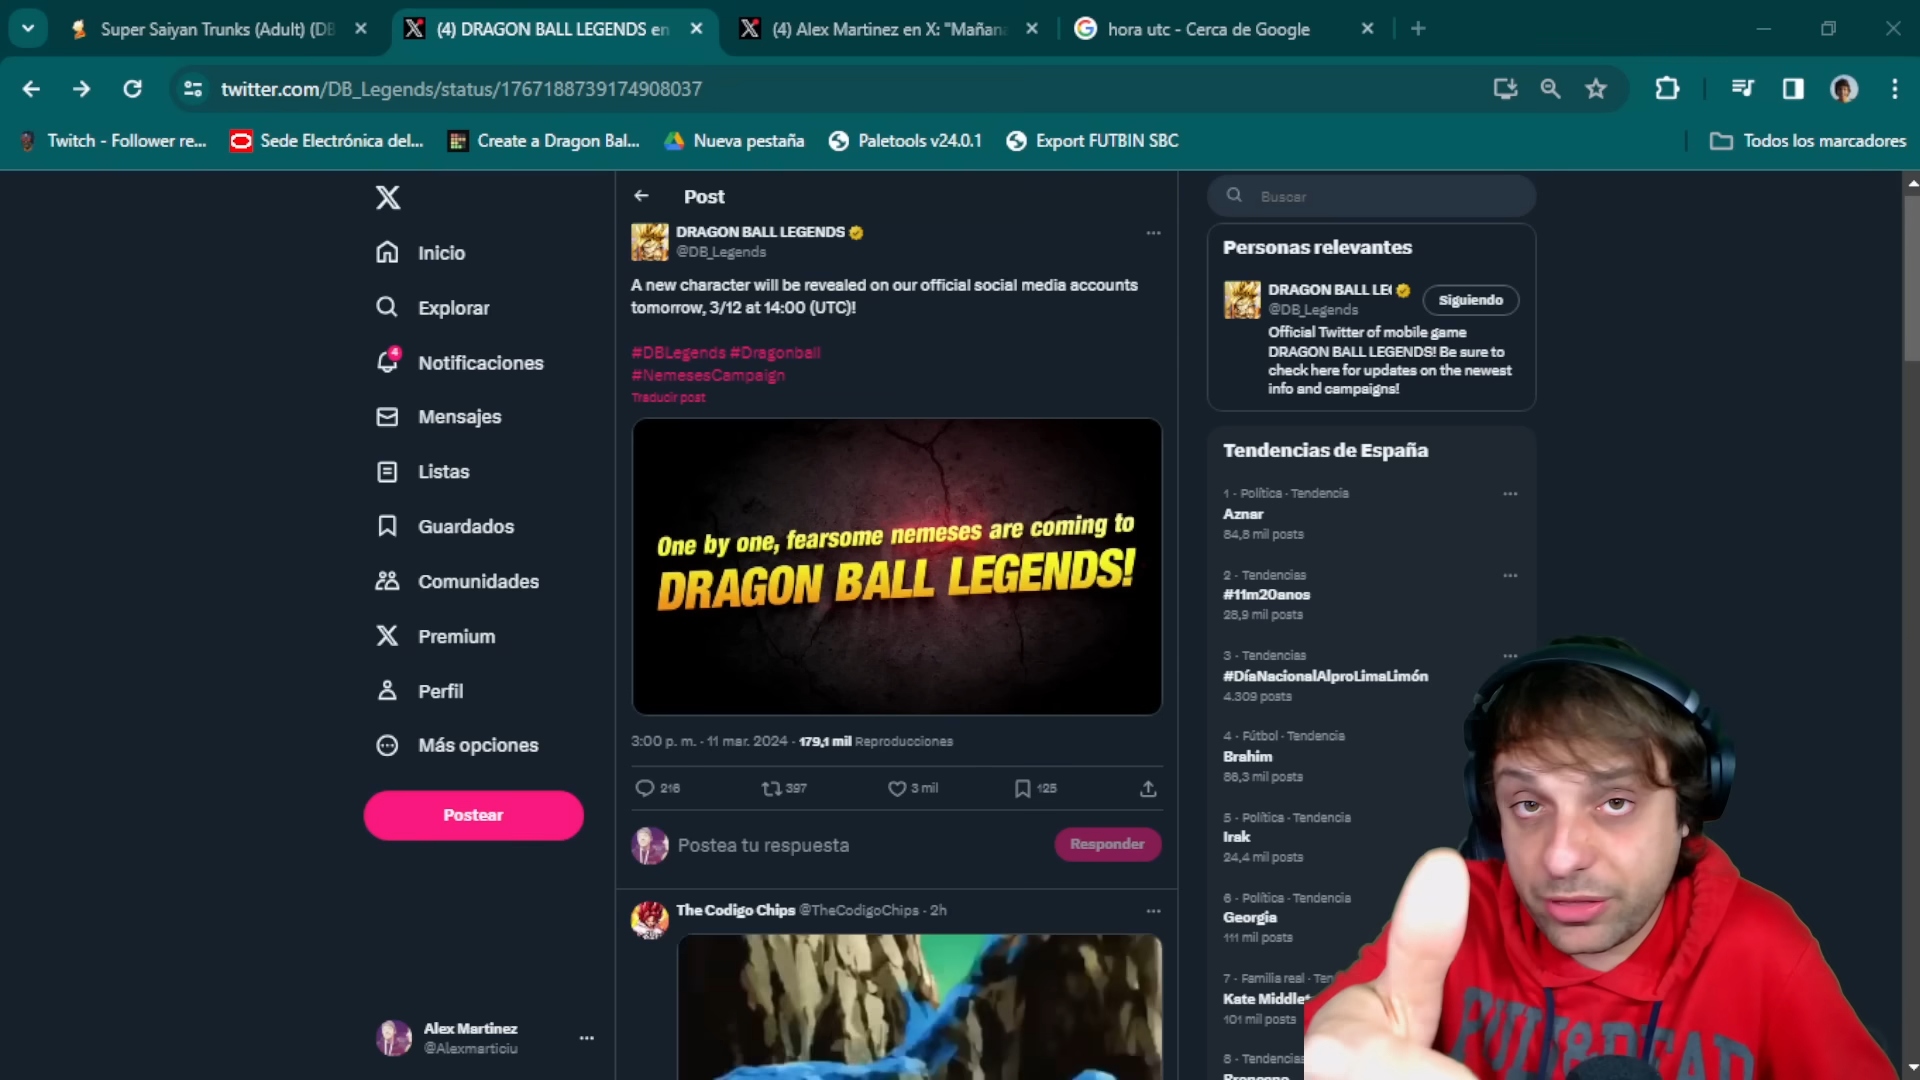 Super Saiyan Trunks (Adult) (DB
(4) DRAGON BALL LEGENDS en
(4) Alex Martinez en X: "Mañana
hora utc - Cerca de Google
twitter.com/DB_Legends/status/1767188739174908037
Twitch - Follower re...
Sede Electrónica del...
Create a Dragon Bal...
Nueva pestaña
Paletools v24.0.1
Export FUTBIN SBC
Todos los marcadores
Inicio
Explorar
4
Notificaciones
Mensajes
Listas
Guardados
Comunidades
Premium
Perfil
Más opciones
Postear
Alex Martinez
@Alexmarticiu
Post
DRAGON BALL LEGENDS
@DB_Legends
A new character will be revealed on our official social media accounts
tomorrow, 3/12 at 14:00 (UTC)!
#DBLegends #Dragonball
#NemesesCampaign
Traducir post
One by one, fearsome nemeses are coming to
DRAGON BALL LEGENDS!
3:00 p. m. · 11 mar. 2024 · 179,1 mil Reproducciones
216
397
3 mil
125
Postea tu respuesta
Responder
The Codigo Chips @TheCodigoChips · 2h
Buscar
Personas relevantes
DRAGON BALL LE
@DB_Legends
Siguiendo
Official Twitter of mobile game
DRAGON BALL LEGENDS! Be sure to
check here for updates on the newest
info and campaigns!
Tendencias de España
1 · Política · Tendencia
Aznar
84,8 mil posts
2 · Tendencias
#11m20anos
28,9 mil posts
3 · Tendencias
#DíaNacionalAlproLimaLimón
4.309 posts
4 · Fútbol · Tendencia
Brahim
86,3 mil posts
5 · Política · Tendencia
Irak
24,4 mil posts
6 · Política · Tendencia
Georgia
111 mil posts
7 · Familia real · Ten
Kate Middlet
101 mil posts
8 · Tendencias